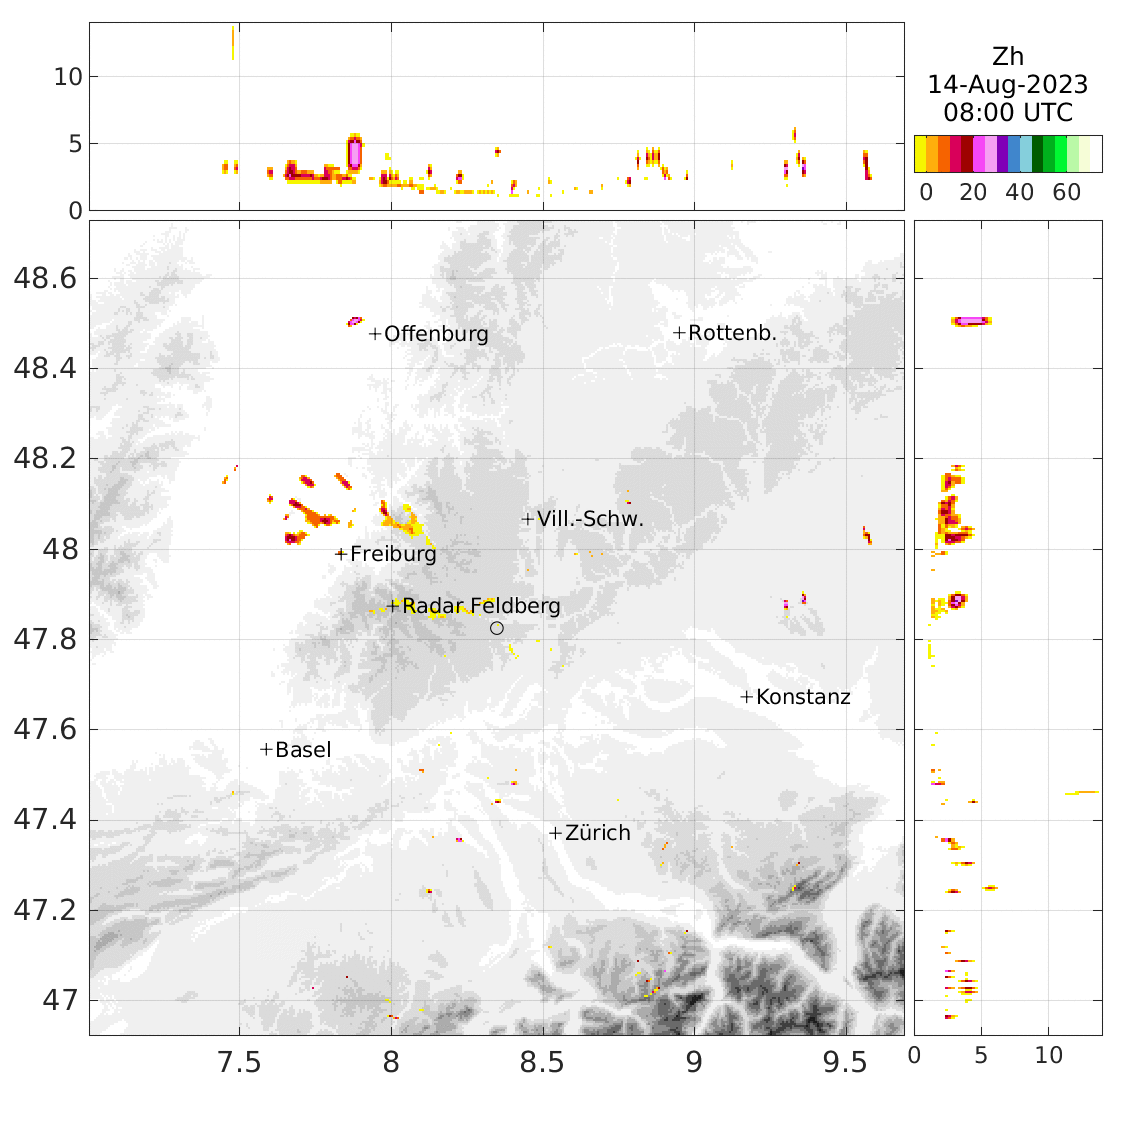 10
5
0
Zh
14-Aug-2023
08:00 UTC
0 20 40 60
48.6
48.4
48.2
48
47.8
47.6
47.4
47.2
47
Offenburg
Rottenb.
Vill.-Schw.
Freiburg
Radar Feldberg
Konstanz
Basel
Zürich
7.5 8 8.5 9 9.5
0 5 10